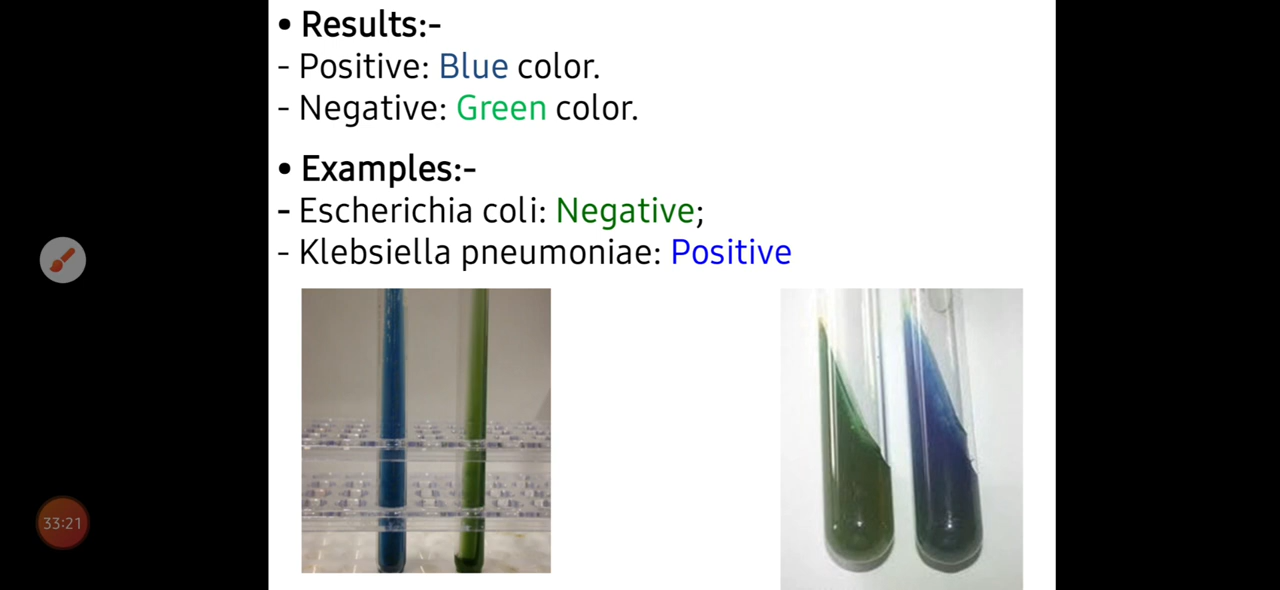 • Results:-
- Positive: Blue color.
- Negative: Green color.
• Examples:-
- Escherichia coli: Negative;
- Klebsiella pneumoniae: Positive
33:21